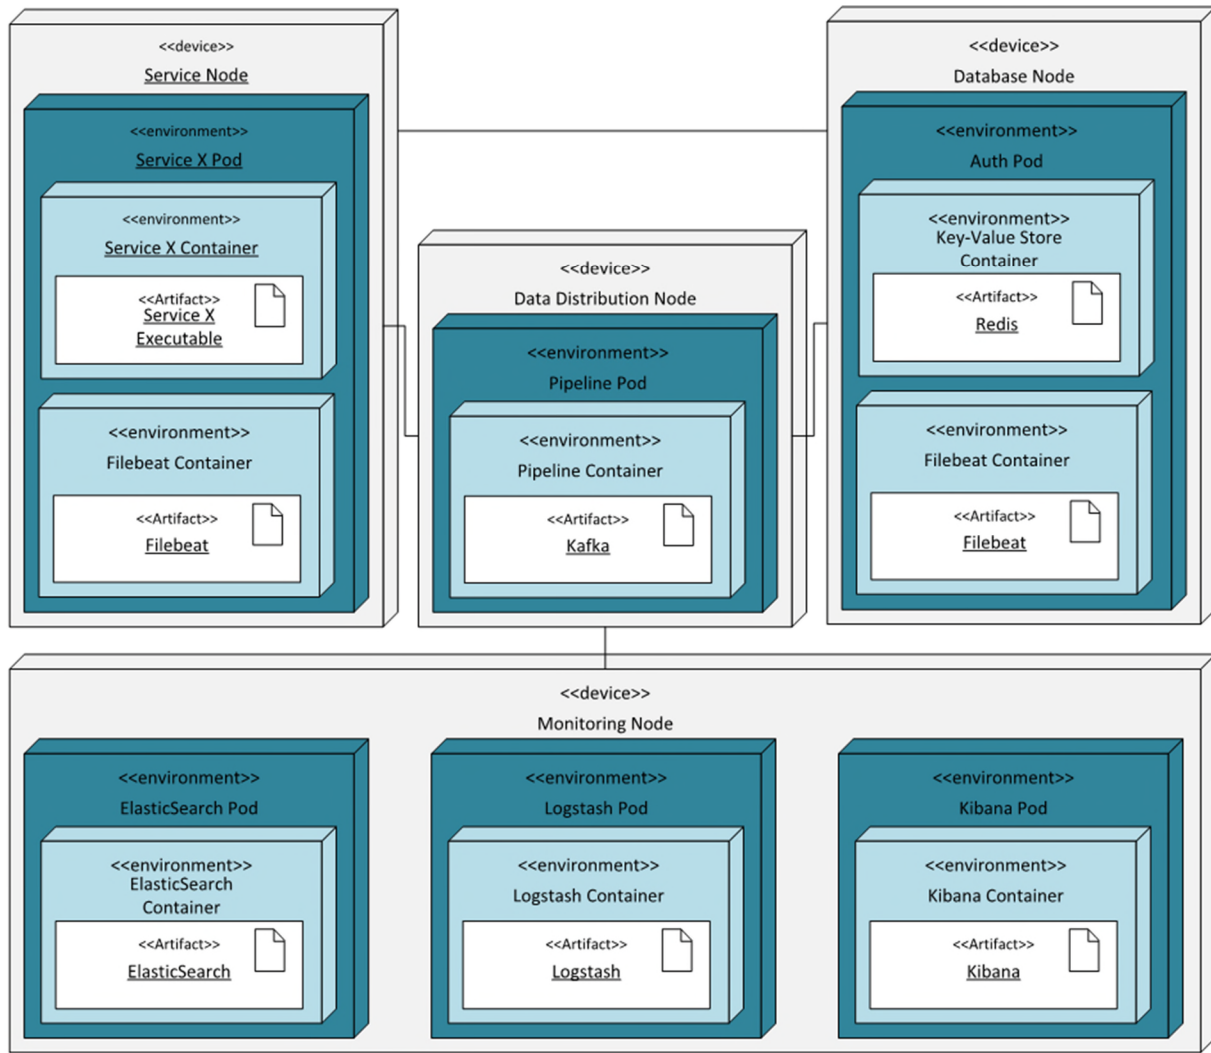 <<device>>
Service Node
<<environment>>
Service X Pod
<<environment>>
Service X Container
<<Artifact>>
Service X
Executable
<<environment>>
Filebeat Container
<<Artifact>>
Filebeat
<<device>>
Data Distribution Node
<<environment>>
Pipeline Pod
<<environment>>
Pipeline Container
<<Artifact>>
Kafka
<<device>>
Database Node
<<environment>>
Auth Pod
<<environment>>
Key-Value Store
Container
<<Artifact>>
Redis
<<environment>>
Filebeat Container
<<Artifact>>
Filebeat
<<device>>
Monitoring Node
<<environment>>
ElasticSearch Pod
<<environment>>
ElasticSearch
Container
<<Artifact>>
ElasticSearch
<<environment>>
Logstash Pod
<<environment>>
Logstash Container
<<Artifact>>
Logstash
<<environment>>
Kibana Pod
<<environment>>
Kibana Container
<<Artifact>>
Kibana